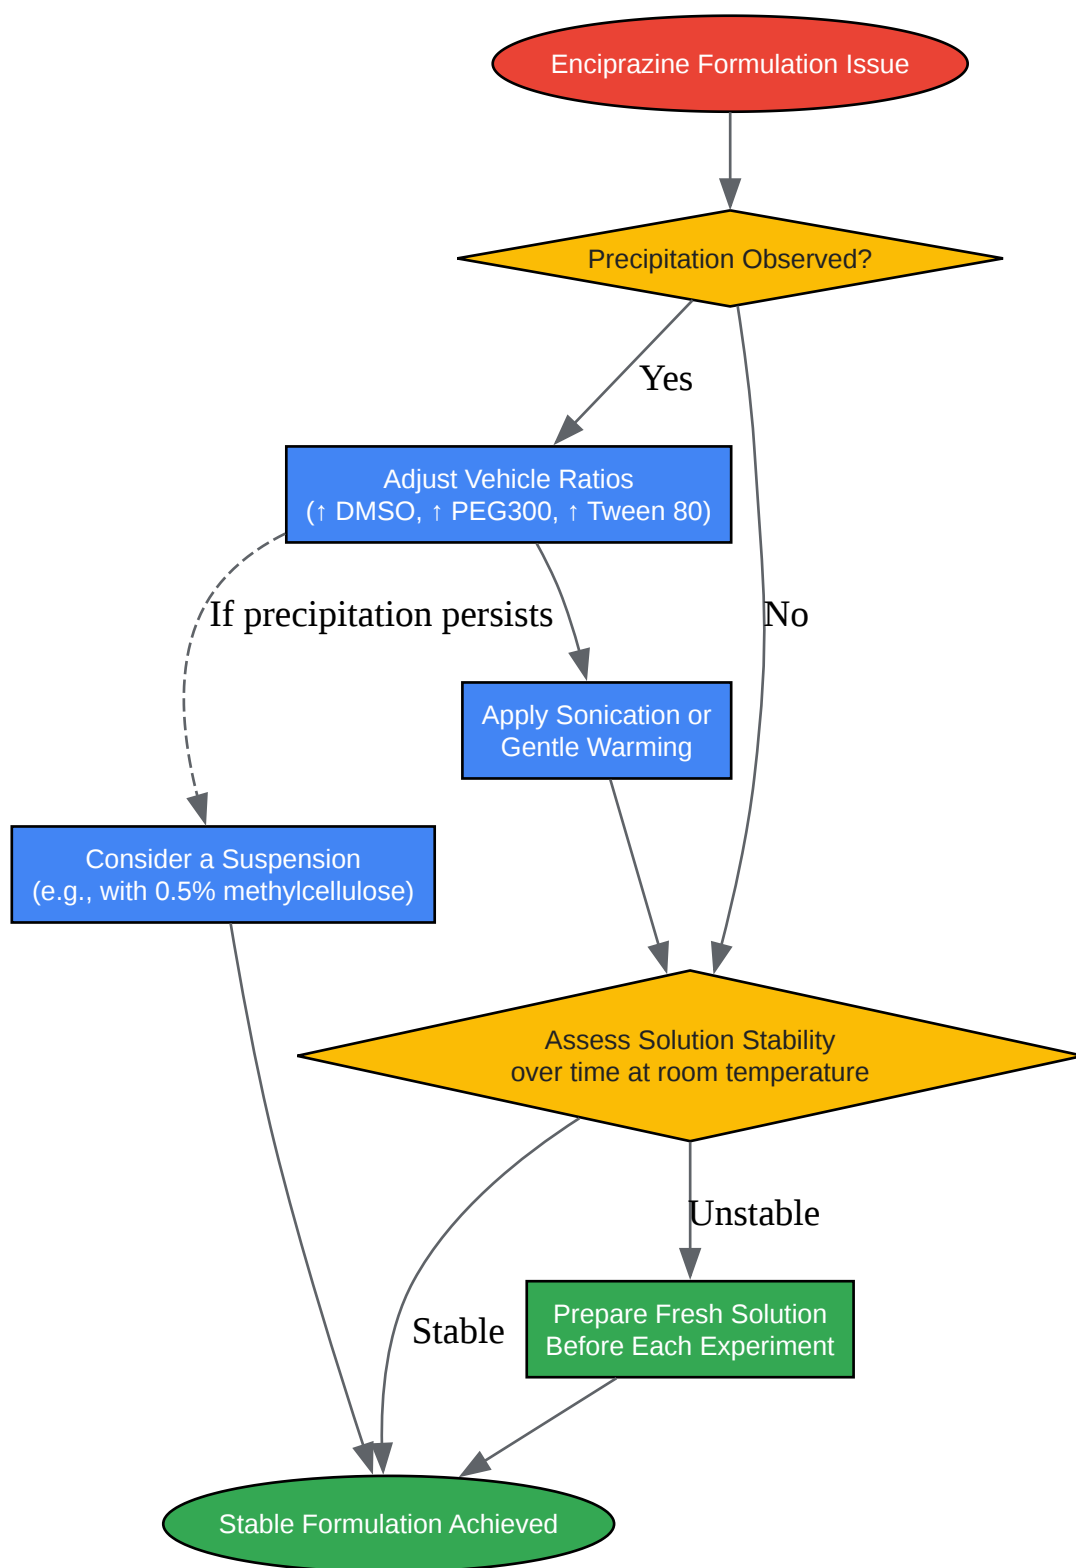 Enciprazine Formulation Issue
Precipitation Observed?
Yes
Adjust Vehicle Ratios
(↑ DMSO, ↑ PEG300, ↑ Tween 80)
If precipitation persists
No
Apply Sonication or
Gentle Warming
Consider a Suspension
(e.g., with 0.5% methylcellulose)
Assess Solution Stability
over time at room temperature
Unstable
Prepare Fresh Solution
Before Each Experiment
Stable
Stable Formulation Achieved